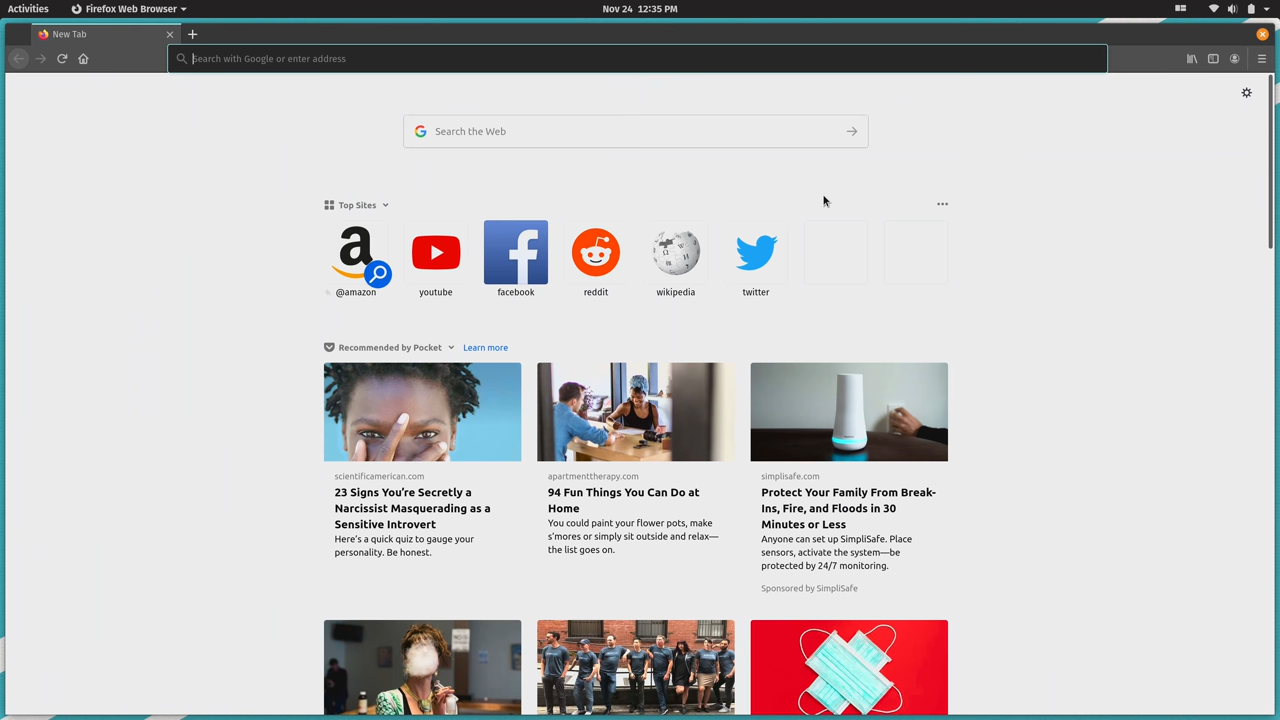 Activities
Firefox Web Browser
Nov 24 12:35 PM
New Tab
Search with Google or enter address
Search the Web
Top Sites
@amazon
youtube
facebook
reddit
wikipedia
twitter
Recommended by Pocket
Learn more
scientificamerican.com
23 Signs You’re Secretly a
Narcissist Masquerading as a
Sensitive Introvert
Here’s a quick quiz to gauge your
personality. Be honest.
apartmenttherapy.com
94 Fun Things You Can Do at
Home
You could paint your flower pots, make
s’mores or simply sit outside and relax—
the list goes on.
simplisafe.com
Protect Your Family From Break-
Ins, Fire, and Floods in 30
Minutes or Less
Anyone can set up SimpliSafe. Place
sensors, activate the system—be
protected by 24/7 monitoring.
Sponsored by SimpliSafe